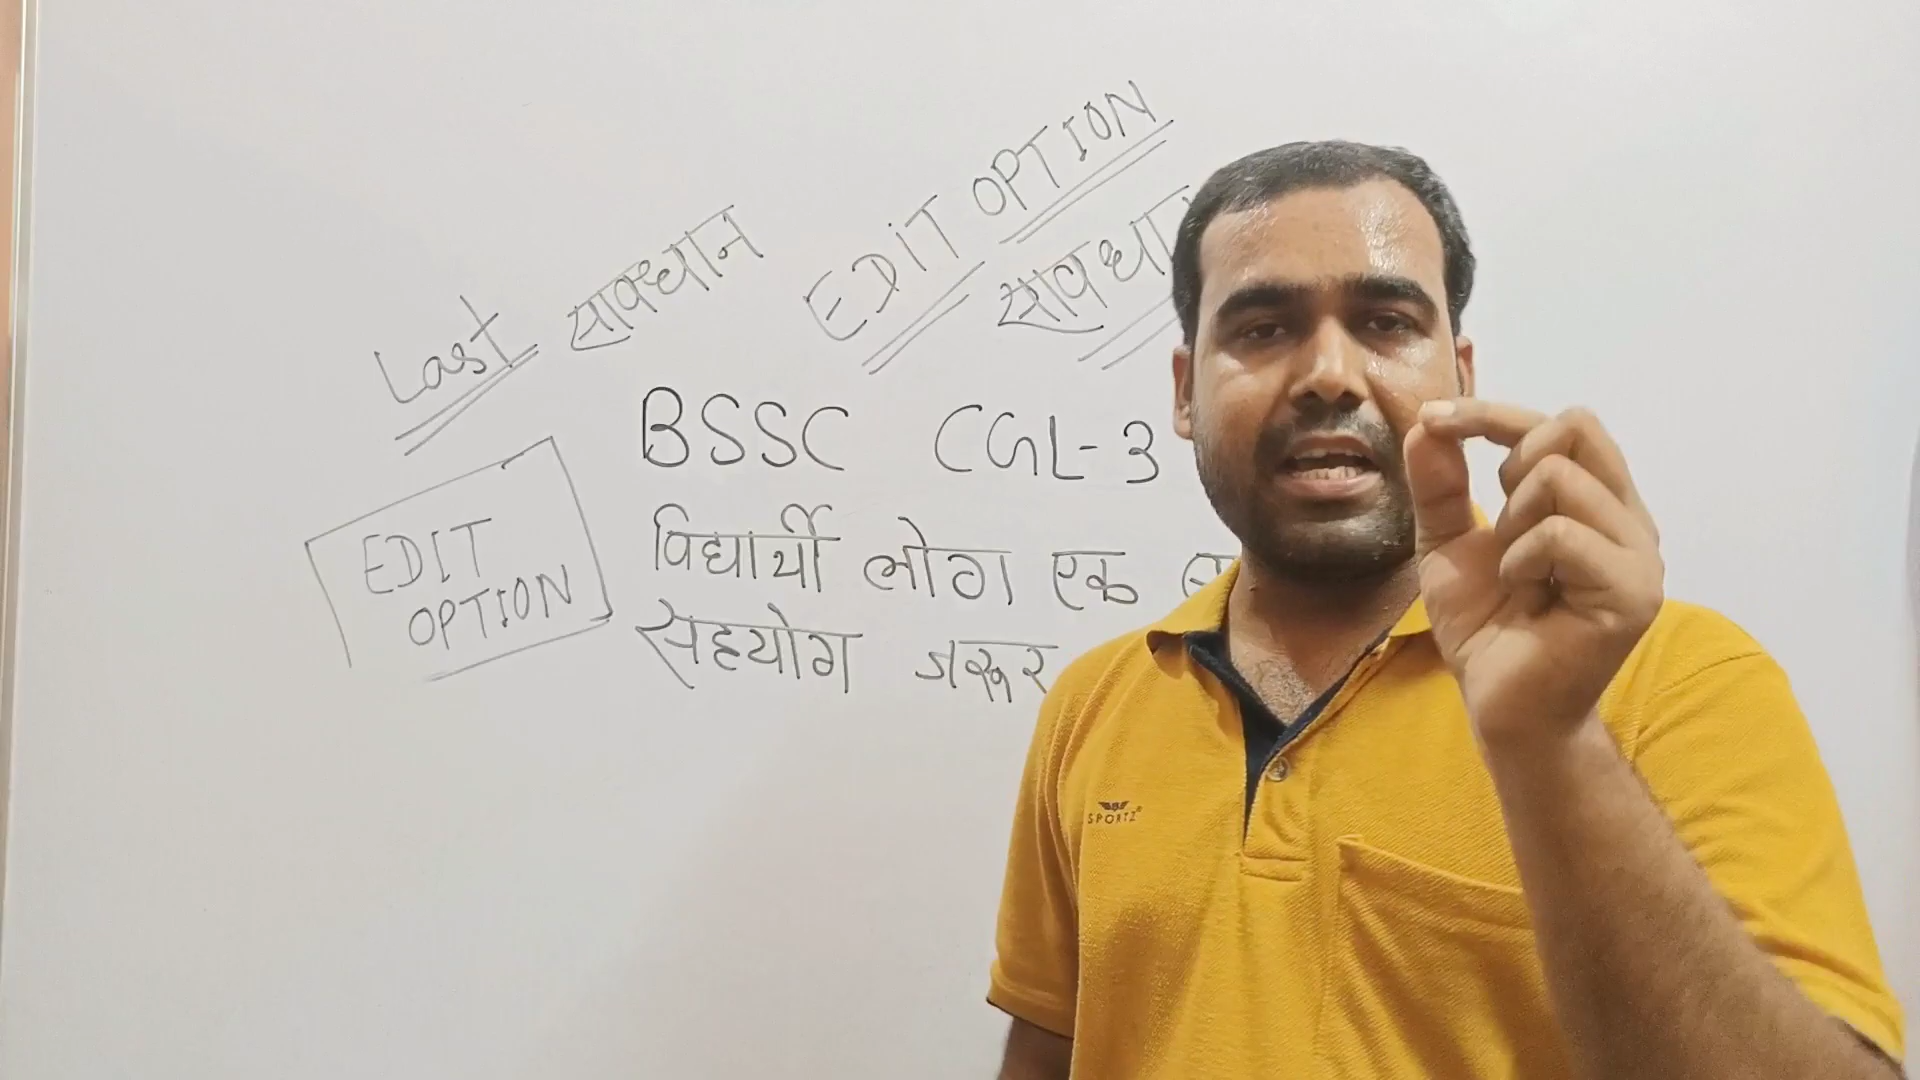 EDIT OPTION
सावधान
Last सावधान
BSSC CGL-3
EDIT
OPTION
विद्यार्थी लोग एक
सहयोग जरूर
SPORTZ